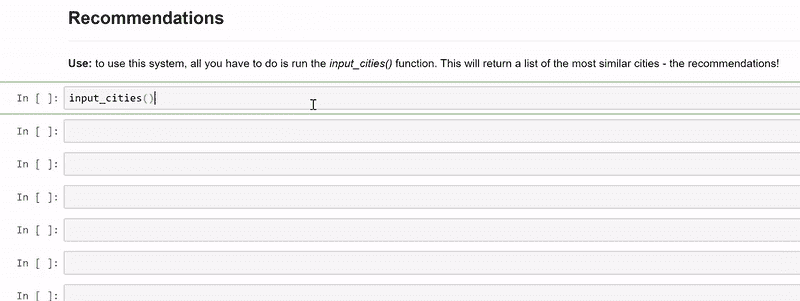 Recommendations
Use: to use this system, all you have to do is run the input_cities() function. This will return a list of the most similar cities - the recommendations!
In [ ]: input_cities()
In [ ]:
In [ ]:
In [ ]:
In [ ]:
In [ ]:
In [ ]: